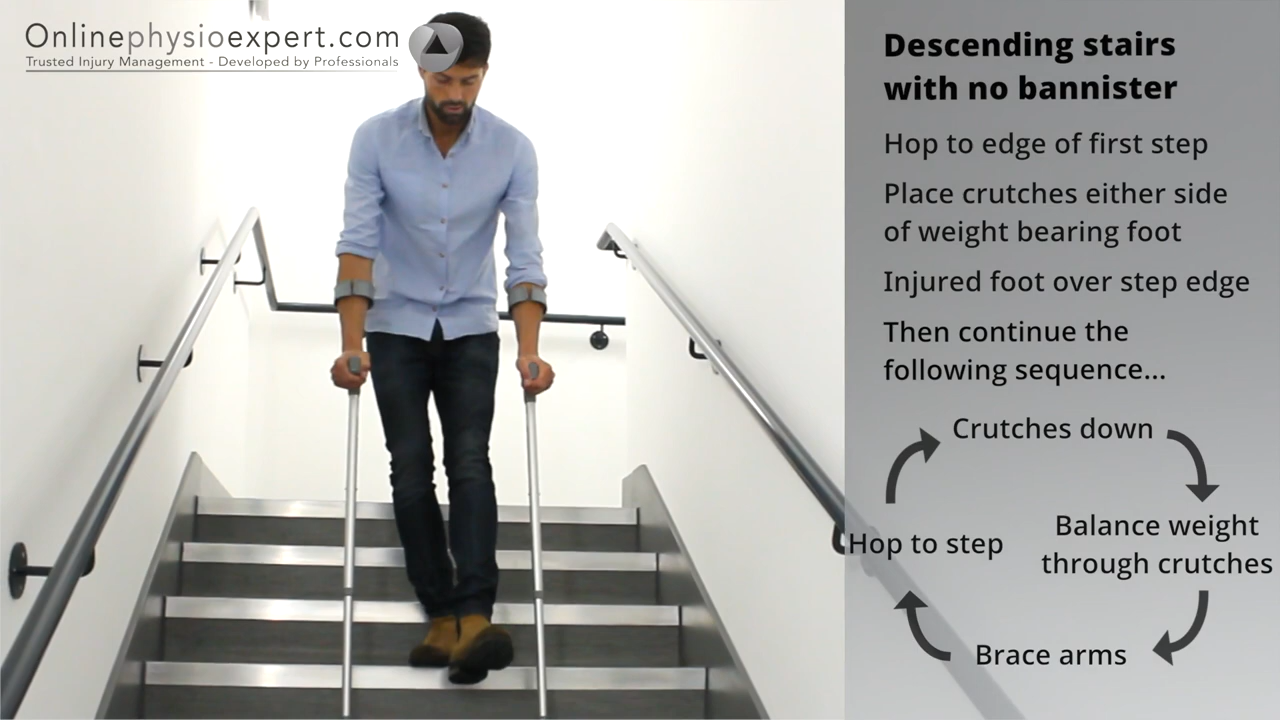 Onlinephysioexpert.com
Trusted Injury Management - Developed by Professionals
Descending stairs
with no bannister
Hop to edge of first step
Place crutches either side
of weight bearing foot
Injured foot over step edge
Then continue the
following sequence...
Crutches down
Balance weight
through crutches
Brace arms
Hop to step